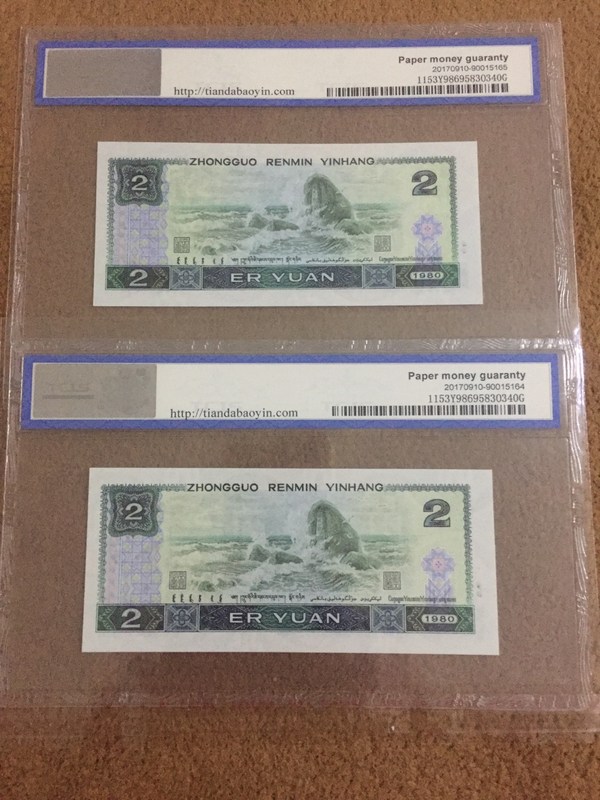 Paper money guaranty
20170910-90015165
http://tiandabaoyin.com
1153Y98695830340G
ZHONGGUO RENMIN YINHANG
2 2
2 ER YUAN 1980
Paper money guaranty
20170910-90015164
http://tiandabaoyin.com
1153Y98695830340G
ZHONGGUO RENMIN YINHANG
2 2
2 ER YUAN 1980